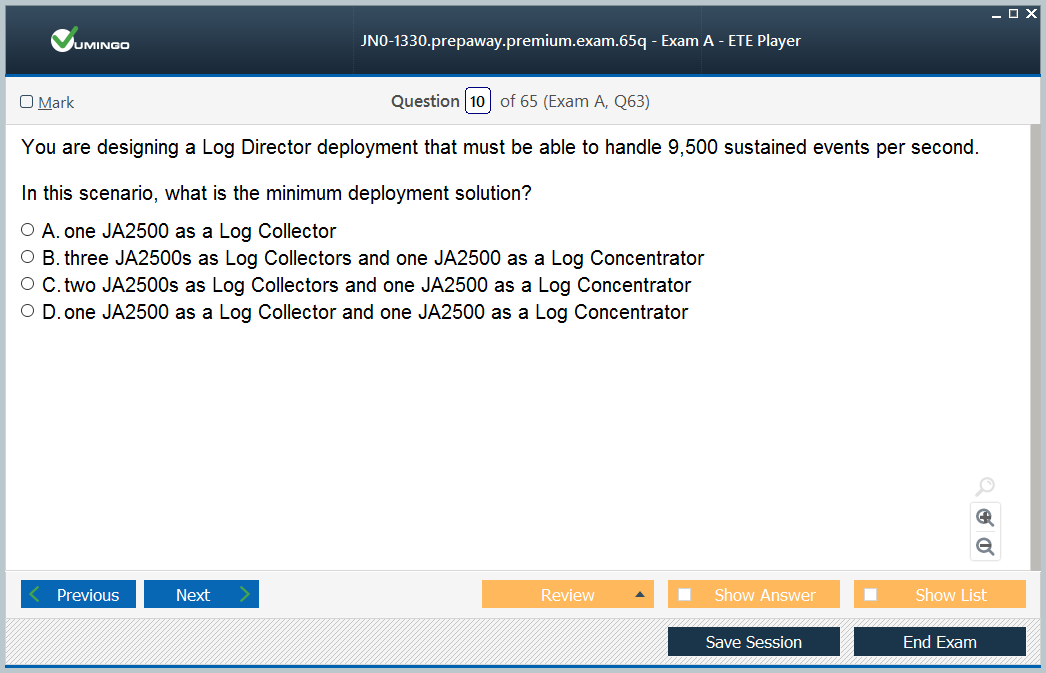 VUMINGO
JN0-1330.prepaway.premium.exam.65q - Exam A - ETE Player
Mark
Question 10 of 65 (Exam A, Q63)
You are designing a Log Director deployment that must be able to handle 9,500 sustained events per second.
In this scenario, what is the minimum deployment solution?
A. one JA2500 as a Log Collector
B. three JA2500s as Log Collectors and one JA2500 as a Log Concentrator
C. two JA2500s as Log Collectors and one JA2500 as a Log Concentrator
D. one JA2500 as a Log Collector and one JA2500 as a Log Concentrator
Previous Next Review Show Answer Show List
Save Session End Exam